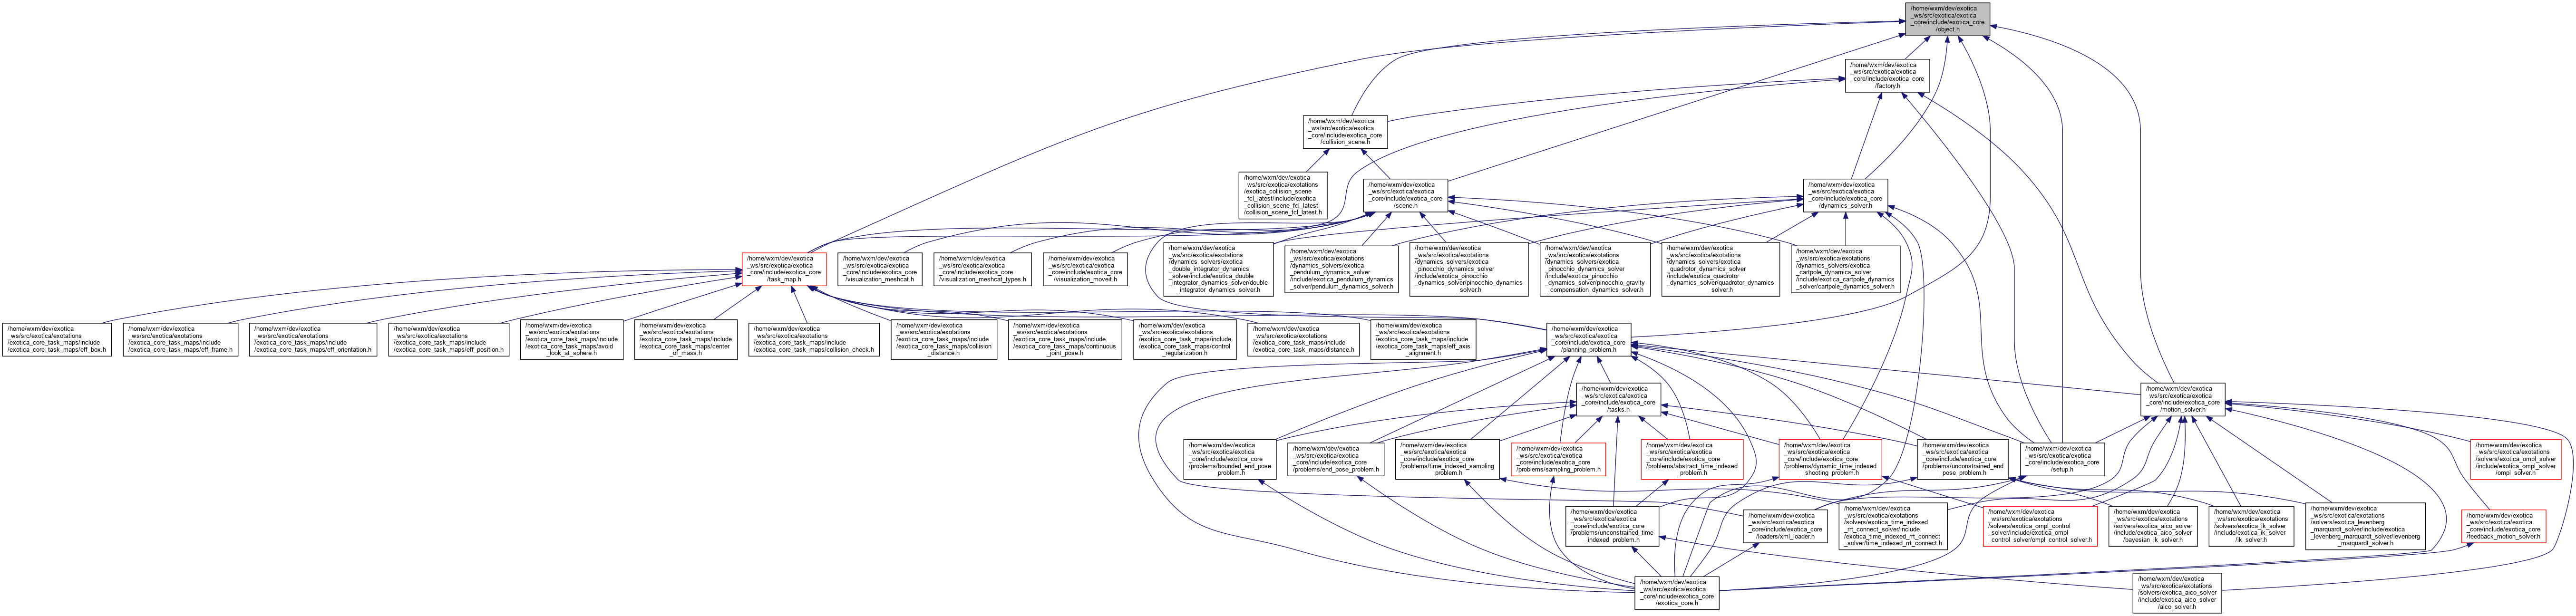 /home/wxm/dev/exotica
_ws/src/exotica/exotica
_core/include/exotica_core
/object.h
/home/wxm/dev/exotica
_ws/src/exotica/exotica
_core/include/exotica_core
/factory.h
/home/wxm/dev/exotica
_ws/src/exotica/exotica
_core/include/exotica_core
/collision_scene.h
/home/wxm/dev/exotica
_ws/src/exotica/exotations
/exotica_collision_scene
_fcl_latest/include/exotica
_collision_scene_fcl_latest
/collision_scene_fcl_latest.h
/home/wxm/dev/exotica
_ws/src/exotica/exotica
_core/include/exotica_core
/scene.h
/home/wxm/dev/exotica
_ws/src/exotica/exotica
_core/include/exotica_core
/dynamics_solver.h
/home/wxm/dev/exotica
_ws/src/exotica/exotica
_core/include/exotica_core
/task_map.h
/home/wxm/dev/exotica
_ws/src/exotica/exotica
_core/include/exotica_core
/visualization_meshcat.h
/home/wxm/dev/exotica
_ws/src/exotica/exotica
_core/include/exotica_core
/visualization_meshcat_types.h
/home/wxm/dev/exotica
_ws/src/exotica/exotica
_core/include/exotica_core
/visualization_moveit.h
/home/wxm/dev/exotica
_ws/src/exotica/exotations
/dynamics_solvers/exotica
_double_integrator_dynamics
_solver/include/exotica_double
_integrator_dynamics_solver/double
_integrator_dynamics_solver.h
/home/wxm/dev/exotica
_ws/src/exotica/exotations
/dynamics_solvers/exotica
_pendulum_dynamics_solver
/include/exotica_pendulum_dynamics
_solver/pendulum_dynamics_solver.h
/home/wxm/dev/exotica
_ws/src/exotica/exotations
/dynamics_solvers/exotica
_pinocchio_dynamics_solver
/include/exotica_pinocchio
_dynamics_solver/pinocchio_dynamics
_solver.h
/home/wxm/dev/exotica
_ws/src/exotica/exotations
/dynamics_solvers/exotica
_pinocchio_dynamics_solver
/include/exotica_pinocchio
_dynamics_solver/pinocchio_gravity
_compensation_dynamics_solver.h
/home/wxm/dev/exotica
_ws/src/exotica/exotations
/dynamics_solvers/exotica
_quadrotor_dynamics_solver
/include/exotica_quadrotor
_dynamics_solver/quadrotor_dynamics
_solver.h
/home/wxm/dev/exotica
_ws/src/exotica/exotations
/dynamics_solvers/exotica
_cartpole_dynamics_solver
/include/exotica_cartpole_dynamics
_solver/cartpole_dynamics_solver.h
/home/wxm/dev/exotica
_ws/src/exotica/exotations
/exotica_core_task_maps/include
/exotica_core_task_maps/eff_box.h
/home/wxm/dev/exotica
_ws/src/exotica/exotations
/exotica_core_task_maps/include
/exotica_core_task_maps/eff_frame.h
/home/wxm/dev/exotica
_ws/src/exotica/exotations
/exotica_core_task_maps/include
/exotica_core_task_maps/eff_orientation.h
/home/wxm/dev/exotica
_ws/src/exotica/exotations
/exotica_core_task_maps/include
/exotica_core_task_maps/eff_position.h
/home/wxm/dev/exotica
_ws/src/exotica/exotations
/exotica_core_task_maps/include
/exotica_core_task_maps/avoid
_look_at_sphere.h
/home/wxm/dev/exotica
_ws/src/exotica/exotations
/exotica_core_task_maps/include
/exotica_core_task_maps/center
_of_mass.h
/home/wxm/dev/exotica
_ws/src/exotica/exotations
/exotica_core_task_maps/include
/exotica_core_task_maps/collision_check.h
/home/wxm/dev/exotica
_ws/src/exotica/exotations
/exotica_core_task_maps/include
/exotica_core_task_maps/collision
_distance.h
/home/wxm/dev/exotica
_ws/src/exotica/exotations
/exotica_core_task_maps/include
/exotica_core_task_maps/continuous
_joint_pose.h
/home/wxm/dev/exotica
_ws/src/exotica/exotations
/exotica_core_task_maps/include
/exotica_core_task_maps/control
_regularization.h
/home/wxm/dev/exotica
_ws/src/exotica/exotations
/exotica_core_task_maps/include
/exotica_core_task_maps/distance.h
/home/wxm/dev/exotica
_ws/src/exotica/exotations
/exotica_core_task_maps/include
/exotica_core_task_maps/eff_axis
_alignment.h
/home/wxm/dev/exotica
_ws/src/exotica/exotica
_core/include/exotica_core
/planning_problem.h
/home/wxm/dev/exotica
_ws/src/exotica/exotica
_core/include/exotica_core
/tasks.h
/home/wxm/dev/exotica
_ws/src/exotica/exotica
_core/include/exotica_core
/motion_solver.h
/home/wxm/dev/exotica
_ws/src/exotica/exotica
_core/include/exotica_core
/problems/bounded_end_pose
_problem.h
/home/wxm/dev/exotica
_ws/src/exotica/exotica
_core/include/exotica_core
/problems/end_pose_problem.h
/home/wxm/dev/exotica
_ws/src/exotica/exotica
_core/include/exotica_core
/problems/time_indexed_sampling
_problem.h
/home/wxm/dev/exotica
_ws/src/exotica/exotica
_core/include/exotica_core
/problems/sampling_problem.h
/home/wxm/dev/exotica
_ws/src/exotica/exotica
_core/include/exotica_core
/problems/abstract_time_indexed
_problem.h
/home/wxm/dev/exotica
_ws/src/exotica/exotica
_core/include/exotica_core
/problems/dynamic_time_indexed
_shooting_problem.h
/home/wxm/dev/exotica
_ws/src/exotica/exotica
_core/include/exotica_core
/problems/unconstrained_end
_pose_problem.h
/home/wxm/dev/exotica
_ws/src/exotica/exotica
_core/include/exotica_core
/setup.h
/home/wxm/dev/exotica
_ws/src/exotica/exotations
/solvers/exotica_ompl_solver
/include/exotica_ompl_solver
/ompl_solver.h
/home/wxm/dev/exotica
_ws/src/exotica/exotica
_core/include/exotica_core
/problems/unconstrained_time
_indexed_problem.h
/home/wxm/dev/exotica
_ws/src/exotica/exotica
_core/include/exotica_core
/loaders/xml_loader.h
/home/wxm/dev/exotica
_ws/src/exotica/exotations
/solvers/exotica_time_indexed
_rrt_connect_solver/include
/exotica_time_indexed_rrt_connect
_solver/time_indexed_rrt_connect.h
/home/wxm/dev/exotica
_ws/src/exotica/exotations
/solvers/exotica_ompl_control
_solver/include/exotica_ompl
_control_solver/ompl_control_solver.h
/home/wxm/dev/exotica
_ws/src/exotica/exotations
/solvers/exotica_aico_solver
/include/exotica_aico_solver
/bayesian_ik_solver.h
/home/wxm/dev/exotica
_ws/src/exotica/exotations
/solvers/exotica_ik_solver
/include/exotica_ik_solver
/ik_solver.h
/home/wxm/dev/exotica
_ws/src/exotica/exotations
/solvers/exotica_levenberg
_marquardt_solver/include/exotica
_levenberg_marquardt_solver/levenberg
_marquardt_solver.h
/home/wxm/dev/exotica
_ws/src/exotica/exotica
_core/include/exotica_core
/feedback_motion_solver.h
/home/wxm/dev/exotica
_ws/src/exotica/exotica
_core/include/exotica_core
/exotica_core.h
/home/wxm/dev/exotica
_ws/src/exotica/exotations
/solvers/exotica_aico_solver
/include/exotica_aico_solver
/aico_solver.h